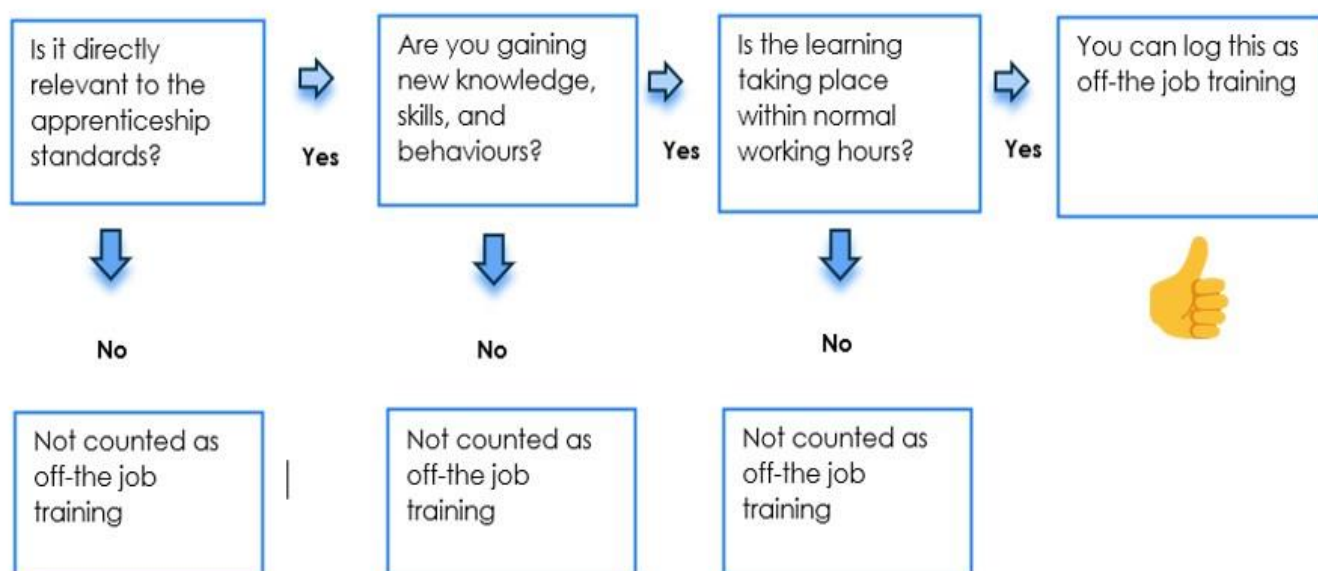 Is it directly
relevant to the
apprenticeship
standards?
Yes
Are you gaining
new knowledge,
skills, and
behaviours?
Yes
Is the learning
taking place
within normal
working hours?
Yes
You can log this as
off-the job training
No
No
No
Not counted as
off-the job
training
Not counted as
off-the job
training
Not counted as
off-the job
training